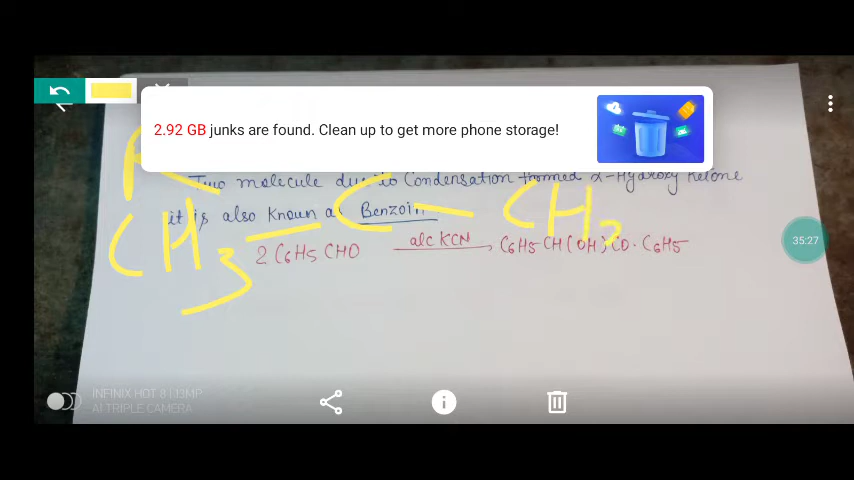 2.92 GB junks are found. Clean up to get more phone storage!
Two molecule due to Condensation formed α-Hydroxy Ketone
it is also known as Benzoin
CH3 — C — CH3
2 C6H5 CHO alc KCN C6H5 CH(OH) CO · C6H5
35:27
INFINIX HOT 8 | 13MP
AI TRIPLE CAMERA